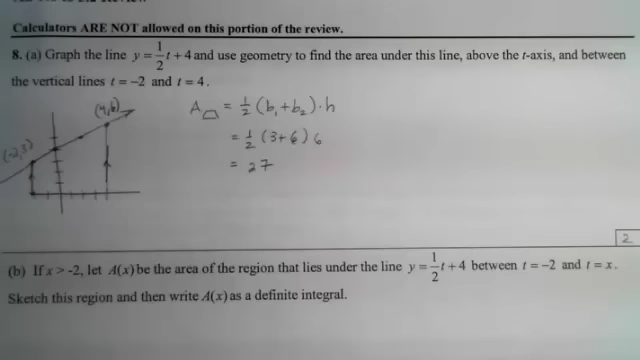 Calculators ARE NOT allowed on this portion of the review.
8. (a) Graph the line y = 1/2 t + 4 and use geometry to find the area under this line, above the t-axis, and between
the vertical lines t = -2 and t = 4.
(4,6)
(-2,3)
A⏢ = 1/2 (b₁+b₂)·h
= 1/2 (3+6) 6
= 27
2
(b) If x > -2, let A(x) be the area of the region that lies under the line y = 1/2 t + 4 between t = -2 and t = x.
Sketch this region and then write A(x) as a definite integral.